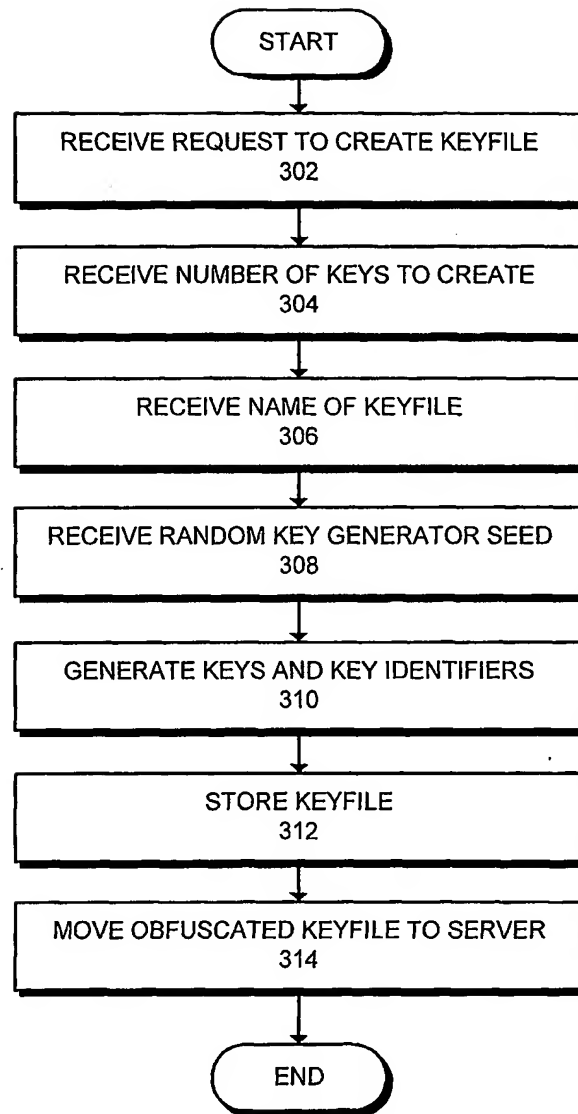 START
RECEIVE REQUEST TO CREATE KEYFILE
302
RECEIVE NUMBER OF KEYS TO CREATE
304
RECEIVE NAME OF KEYFILE
306
RECEIVE RANDOM KEY GENERATOR SEED
308
GENERATE KEYS AND KEY IDENTIFIERS
310
STORE KEYFILE
312
MOVE OBFUSCATED KEYFILE TO SERVER
314
END